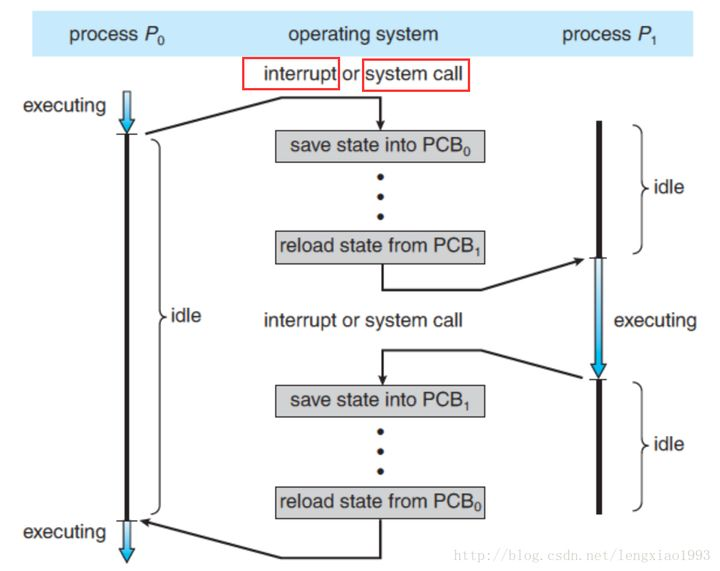 process P0 operating system process P1
interrupt or system call
executing
save state into PCB0
idle
reload state from PCB1
idle
interrupt or system call
executing
save state into PCB1
idle
reload state from PCB0
executing
http://blog.csdn.net/lengxiao1993